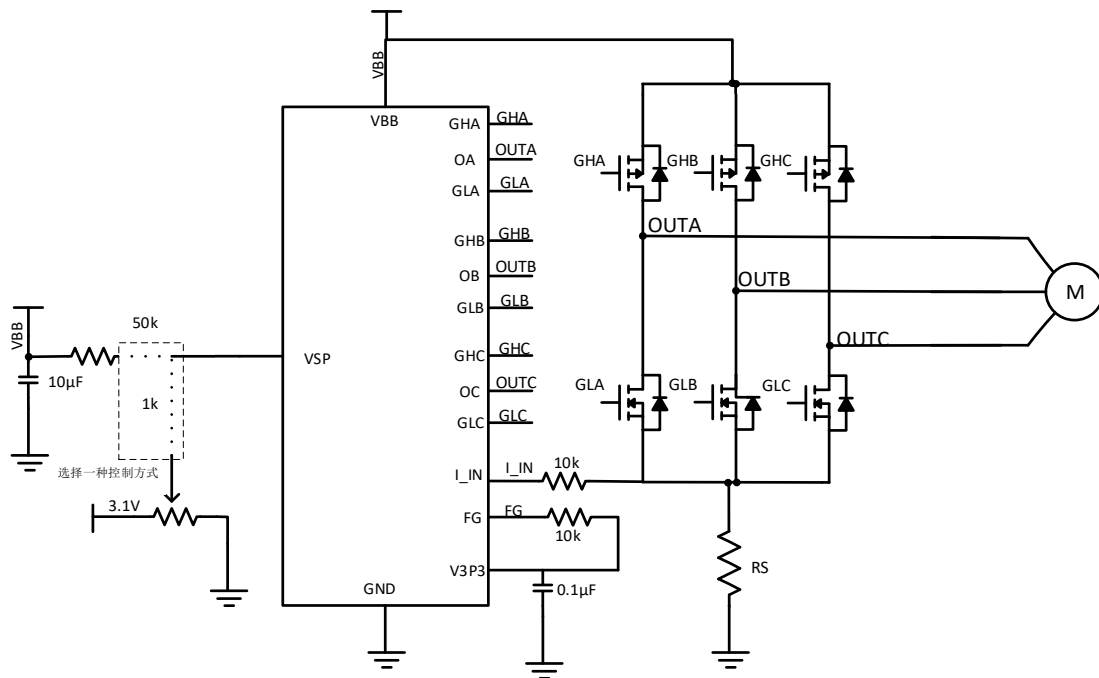 VBB
VBB
GHA
GHA
OA
OUTA
GLA
GLA
GHB
GHB
OB
OUTB
GLB
GLB
GHC
GHC
OC
OUTC
GLC
GLC
I_IN
I_IN
10k
FG
FG
10k
V3P3
0.1μF
GND
VSP
VBB
50k
10μF
1k
选择一种控制方式
3.1V
GHA
GHB
GHC
OUTA
OUTB
OUTC
M
GLA
GLB
GLC
RS